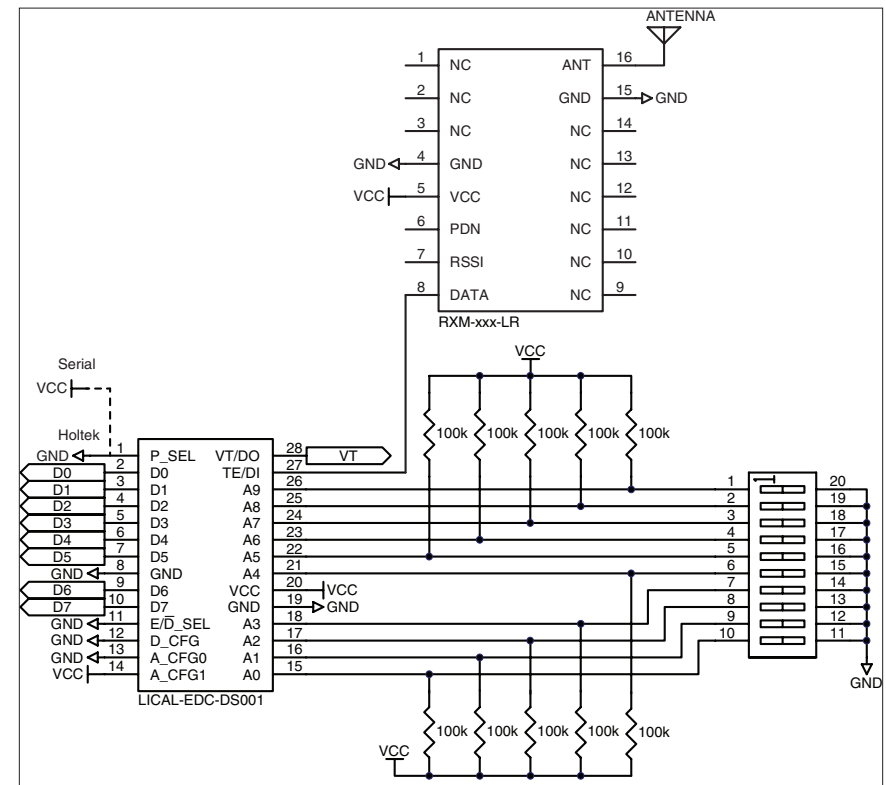 ANTENNA
1 NC ANT 16
2 NC GND 15 GND
3 NC NC 14
GND 4 GND NC 13
VCC 5 VCC NC 12
6 PDN NC 11
7 RSSI NC 10
8 DATA NC 9
RXM-xxx-LR
VCC
100k 100k 100k 100k 100k
Serial
VCC
Holtek
GND 1 P_SEL VT/DO 28 VT
D0 2 D0 TE/DI 27
D1 3 D1 A9 26 1 20
D2 4 D2 A8 25 2 19
D3 5 D3 A7 24 3 18
D4 6 D4 A6 23 4 17
D5 7 D5 A5 22 5 16
GND 8 GND A4 21 6 15
D6 9 D6 VCC 20 VCC 7 14
D7 10 D7 GND 19 GND 8 13
GND 11 E/D_SEL A3 18 9 12
GND 12 D_CFG A2 17 10 11
GND 13 A_CFG0 A1 16
VCC 14 A_CFG1 A0 15
GND
LICAL-EDC-DS001
100k 100k 100k 100k 100k
VCC